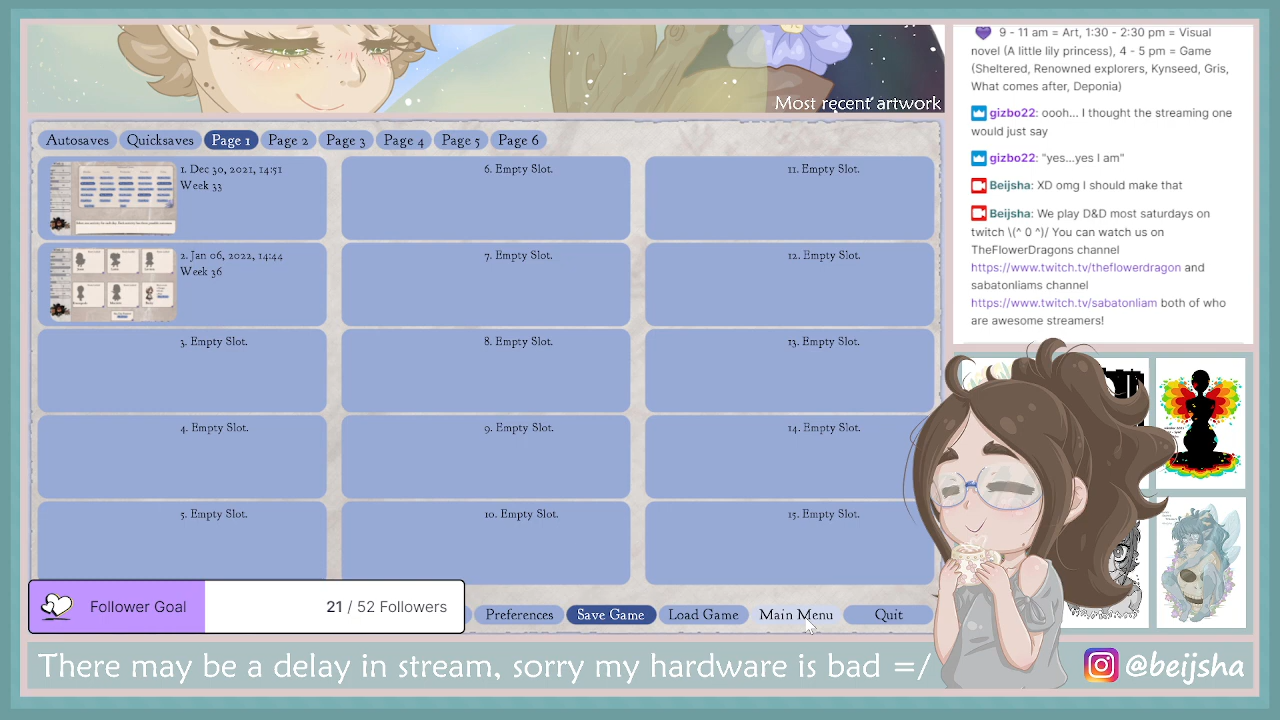 Most recent artwork
Autosaves Quicksaves Page 1 Page 2 Page 3 Page 4 Page 5 Page 6
1. Dec 30, 2021, 14:51
Week 33
6. Empty Slot.
11. Empty Slot.
2. Jan 06, 2022, 14:44
Week 36
7. Empty Slot.
12. Empty Slot.
3. Empty Slot.
8. Empty Slot.
13. Empty Slot.
4. Empty Slot.
9. Empty Slot.
14. Empty Slot.
5. Empty Slot.
10. Empty Slot.
15. Empty Slot.
Follower Goal 21 / 52 Followers
Preferences Save Game Load Game Main Menu Quit
There may be a delay in stream, sorry my hardware is bad =/
@beijsha
9 - 11 am = Art, 1:30 - 2:30 pm = Visual
novel (A little lily princess), 4 - 5 pm = Game
(Sheltered, Renowned explorers, Kynseed, Gris,
What comes after, Deponia)
gizbo22: oooh... I thought the streaming one
would just say
gizbo22: "yes...yes I am"
Beijsha: XD omg I should make that
Beijsha: We play D&D most saturdays on
twitch \(^ 0 ^)/ You can watch us on
TheFlowerDragons channel
https://www.twitch.tv/theflowerdragon and
sabatonliams channel
https://www.twitch.tv/sabatonliam both of who
are awesome streamers!